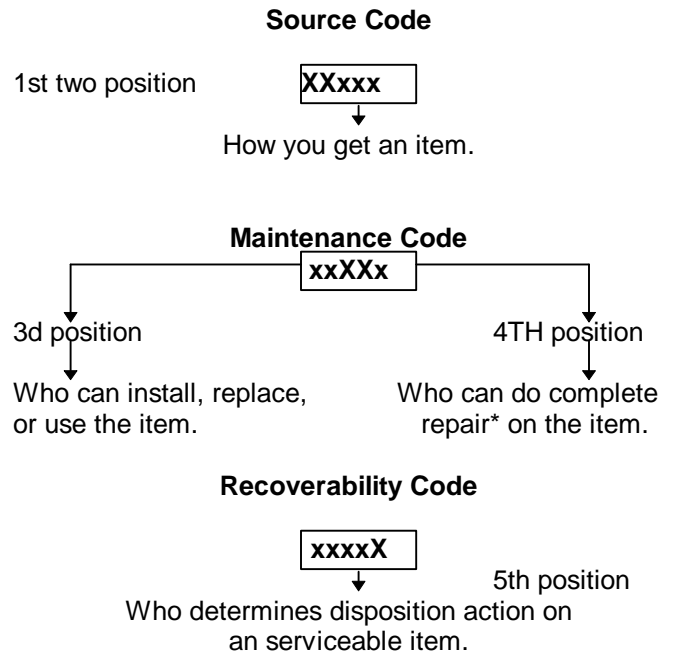 Source Code
1st two position XXxxx
How you get an item.
Maintenance Code
xxXXx
3d position 4TH position
Who can install, replace, Who can do complete
or use the item. repair* on the item.
Recoverability Code
xxxxX
5th position
Who determines disposition action on
an serviceable item.